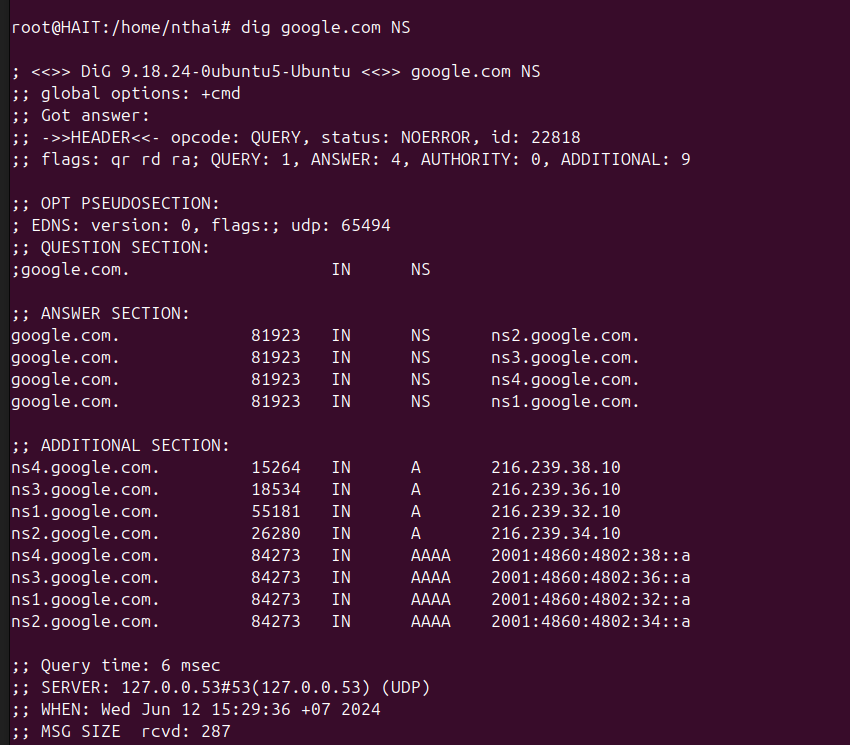 root@HAIT:/home/nthai# dig google.com NS
; <<>> DiG 9.18.24-0ubuntu5-Ubuntu <<>> google.com NS
;; global options: +cmd
;; Got answer:
;; ->>HEADER<<- opcode: QUERY, status: NOERROR, id: 22818
;; flags: qr rd ra; QUERY: 1, ANSWER: 4, AUTHORITY: 0, ADDITIONAL: 9
;; OPT PSEUDOSECTION:
; EDNS: version: 0, flags:; udp: 65494
;; QUESTION SECTION:
;google.com. IN NS
;; ANSWER SECTION:
google.com. 81923 IN NS ns2.google.com.
google.com. 81923 IN NS ns3.google.com.
google.com. 81923 IN NS ns4.google.com.
google.com. 81923 IN NS ns1.google.com.
;; ADDITIONAL SECTION:
ns4.google.com. 15264 IN A 216.239.38.10
ns3.google.com. 18534 IN A 216.239.36.10
ns1.google.com. 55181 IN A 216.239.32.10
ns2.google.com. 26280 IN A 216.239.34.10
ns4.google.com. 84273 IN AAAA 2001:4860:4802:38::a
ns3.google.com. 84273 IN AAAA 2001:4860:4802:36::a
ns1.google.com. 84273 IN AAAA 2001:4860:4802:32::a
ns2.google.com. 84273 IN AAAA 2001:4860:4802:34::a
;; Query time: 6 msec
;; SERVER: 127.0.0.53#53(127.0.0.53) (UDP)
;; WHEN: Wed Jun 12 15:29:36 +07 2024
;; MSG SIZE rcvd: 287